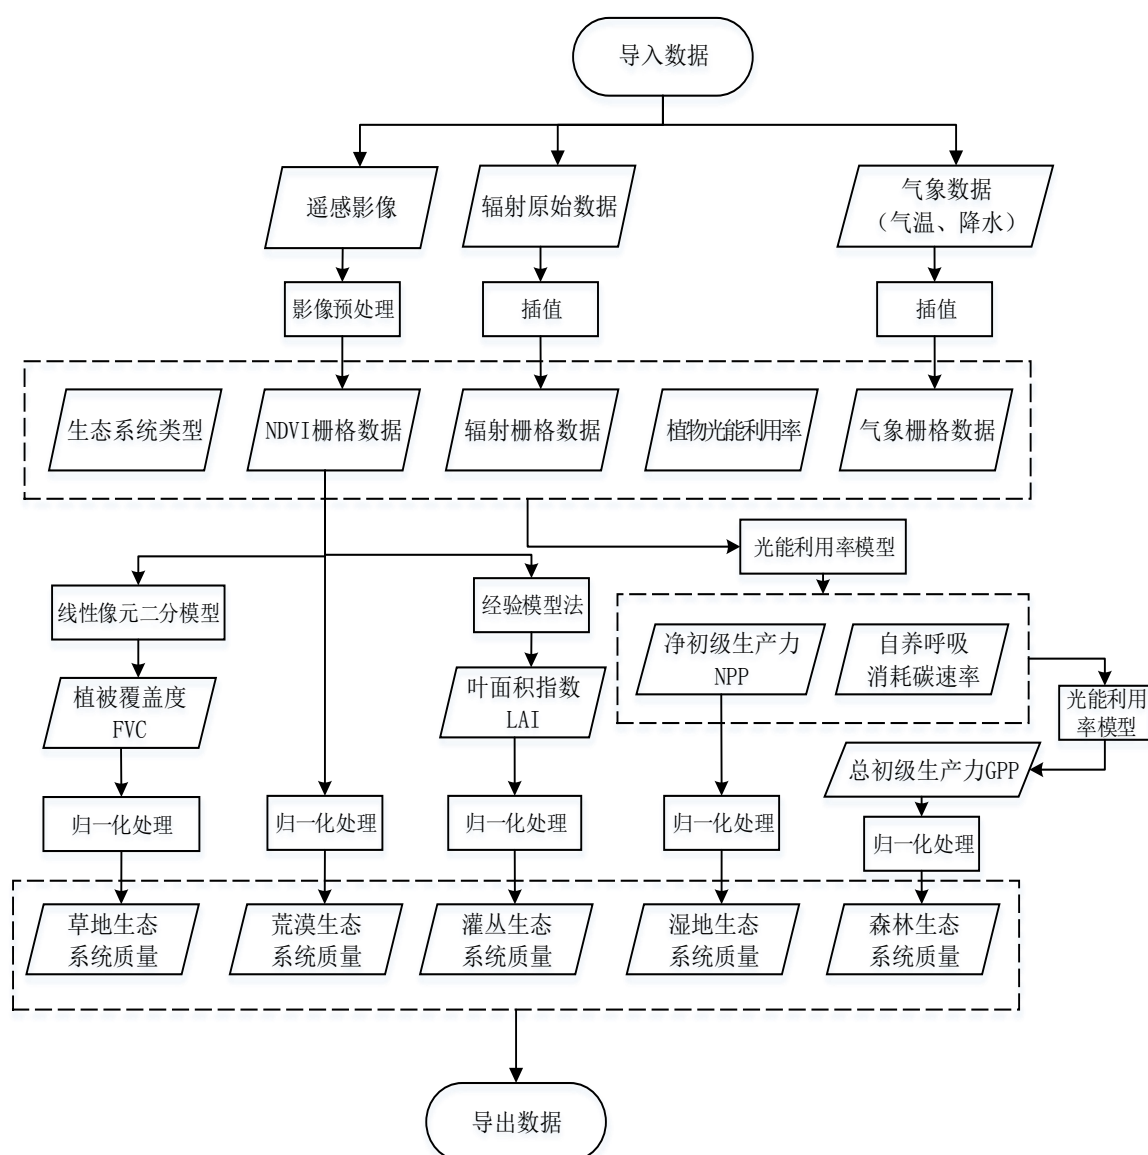 导入数据
遥感影像
辐射原始数据
气象数据
（气温、降水）
影像预处理
插值
插值
生态系统类型
NDVI栅格数据
辐射栅格数据
植物光能利用率
气象栅格数据
光能利用率模型
线性像元二分模型
经验模型法
净初级生产力
NPP
自养呼吸
消耗碳速率
植被覆盖度
FVC
叶面积指数
LAI
光能利用
率模型
总初级生产力GPP
归一化处理
归一化处理
归一化处理
归一化处理
归一化处理
草地生态
系统质量
荒漠生态
系统质量
灌丛生态
系统质量
湿地生态
系统质量
森林生态
系统质量
导出数据